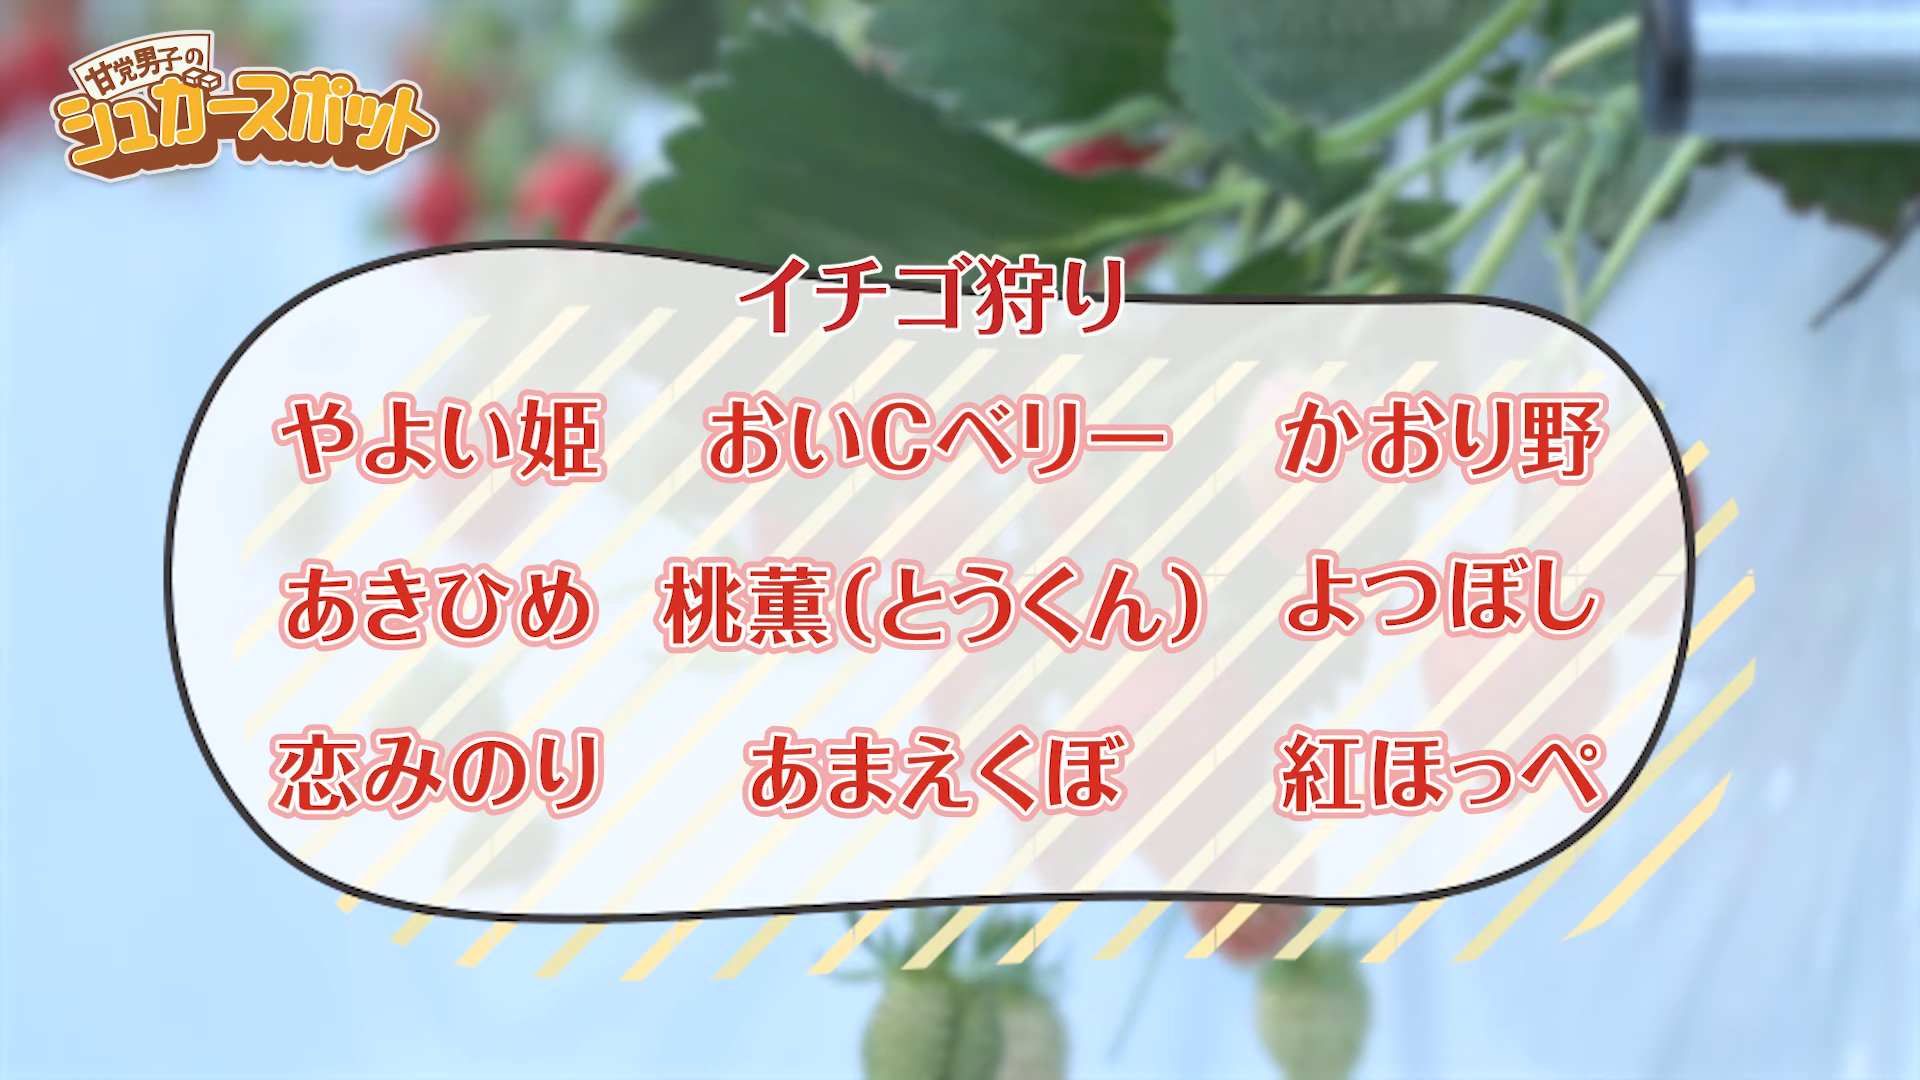 甘党男子の
シュガースポット
イチゴ狩り
やよい姫 おいCベリー かおり野
あきひめ 桃薫(とうくん) よつぼし
恋みのり あまえくぼ 紅ほっぺ